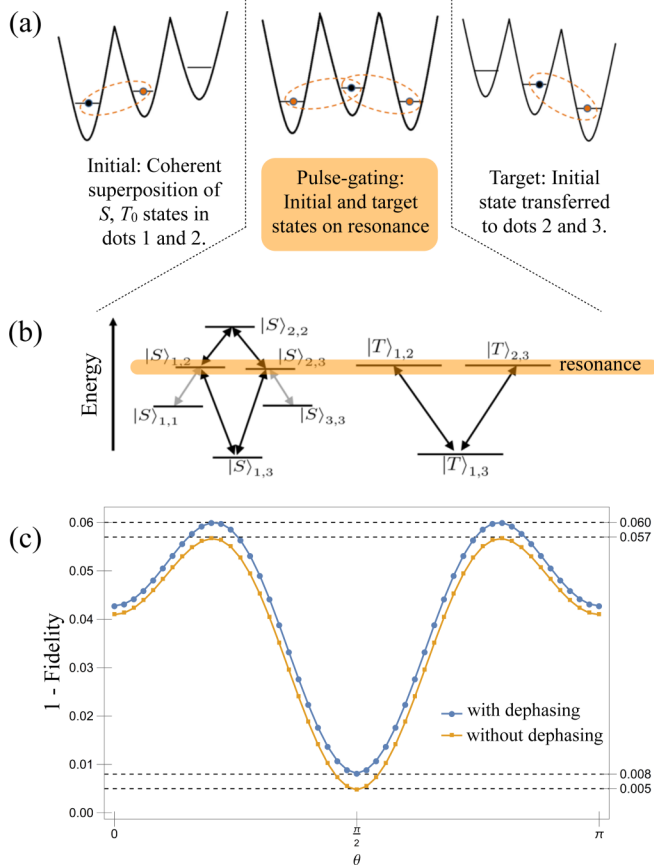 (a)
Initial: Coherent
superposition of
S, T₀ states in
dots 1 and 2.
Pulse-gating:
Initial and target
states on resonance
Target: Initial
state transferred
to dots 2 and 3.
(b)
Energy
|S⟩₂,₂
|S⟩₁,₂
|S⟩₂,₃
|T⟩₁,₂
|T⟩₂,₃
resonance
|S⟩₁,₁
|S⟩₃,₃
|S⟩₁,₃
|T⟩₁,₃
(c)
1 - Fidelity
0.06
0.05
0.04
0.03
0.02
0.01
0.00
0.060
0.057
0.008
0.005
with dephasing
without dephasing
0
π/2
π
θ